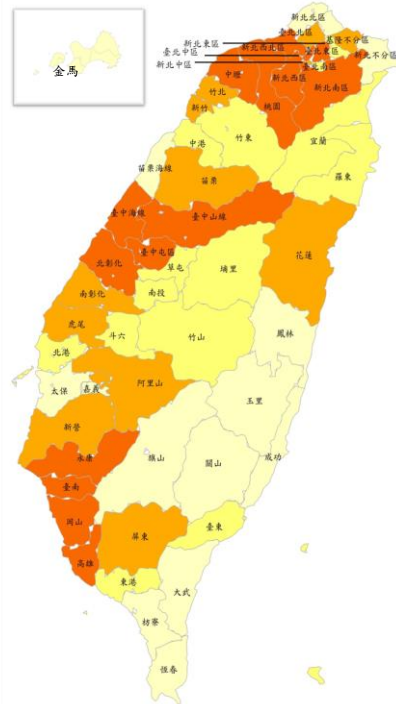 金馬
新北北區
臺北北區
新北東區
基隆不分區
臺北中區
新北西北區
臺北東區
新北中區
臺北南區
中壢
新北西區
新北南區
竹北
桃園
新竹
中港
竹東
宜蘭
苗栗海線
苗栗
羅東
臺中海線
臺中山線
花蓮
臺中屯區
北彰化
草屯
埔里
南彰化
南投
虎尾
斗六
鳳林
竹山
北港
太保
嘉義
阿里山
玉里
新營
永康
旗山
關山
成功
臺南
岡山
屏東
臺東
高雄
東港
大武
枋寮
恆春